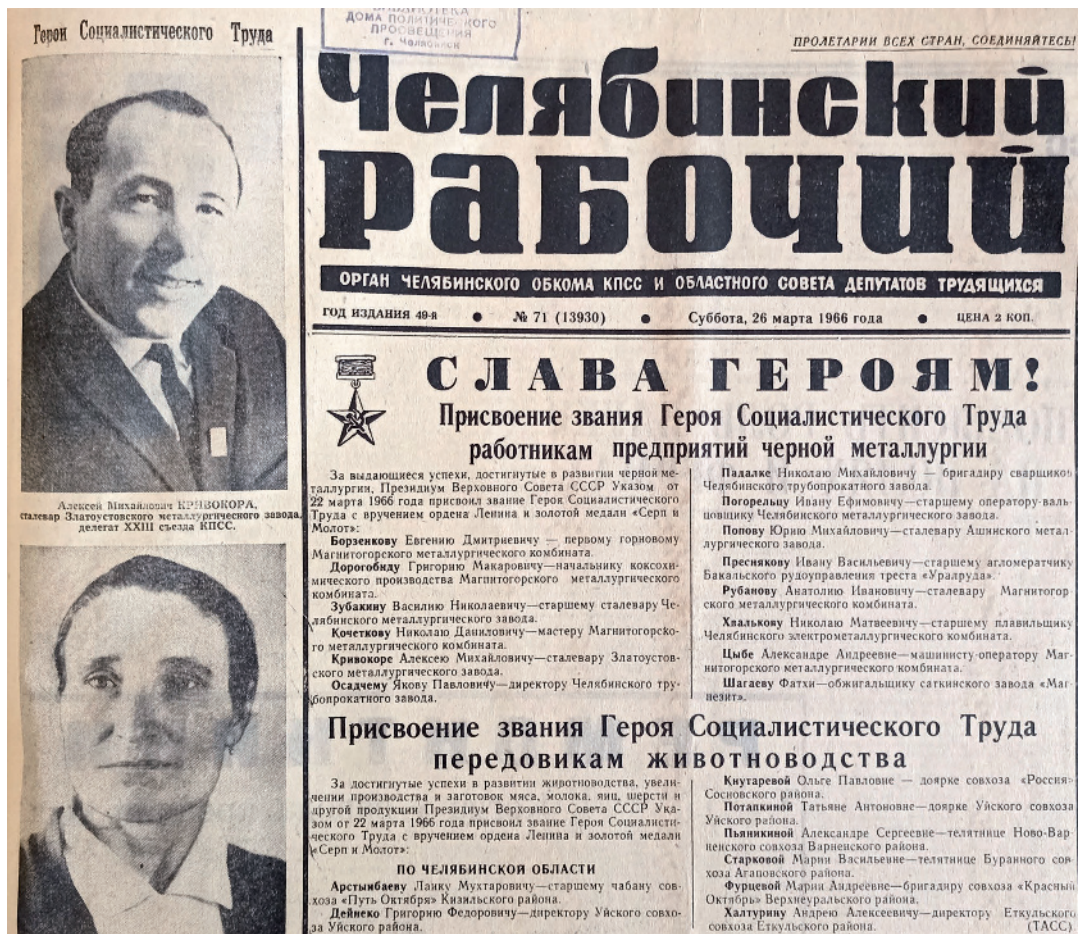 Герои Социалистического Труда
БИБЛИОТЕКА
ДОМА ПОЛИТИЧЕСКОГО
ПРОСВЕЩЕНИЯ
г. Челябинск
ПРОЛЕТАРИИ ВСЕХ СТРАН, СОЕДИНЯЙТЕСЬ!
Челябинский
рабочий
ОРГАН ЧЕЛЯБИНСКОГО ОБКОМА КПСС И ОБЛАСТНОГО СОВЕТА ДЕПУТАТОВ ТРУДЯЩИХСЯ
ГОД ИЗДАНИЯ 49-й ● № 71 (13930) ● Суббота, 26 марта 1966 года ● ЦЕНА 2 КОП.
Алексей Михайлович КРИВОКОРА,
сталевар Златоустовского металлургического завода,
делегат XXIII съезда КПСС.
СЛАВА ГЕРОЯМ!
Присвоение звания Героя Социалистического Труда
работникам предприятий черной металлургии
За выдающиеся успехи, достигнутые в развитии черной ме-
таллургии, Президиум Верховного Совета СССР Указом от
22 марта 1966 года присвоил звание Героя Социалистического
Труда с вручением ордена Ленина и золотой медали «Серп и
Молот»:
Борзенкову Евгению Дмитриевичу — первому горновому
Магнитогорского металлургического комбината.
Дорогобиду Григорию Макаровичу—начальнику коксохи-
мического производства Магнитогорского металлургического
комбината.
Зубакину Василию Николаевичу—старшему сталевару Че-
лябинского металлургического завода.
Кочеткову Николаю Даниловичу—мастеру Магнитогорско-
го металлургического комбината.
Кривокоре Алексею Михайловичу—сталевару Златоустов-
ского металлургического завода.
Осадчему Якову Павловичу—директору Челябинского тру-
бопрокатного завода.
Падалке Николаю Михайловичу — бригадиру сварщиков
Челябинского трубопрокатного завода.
Погорельцу Ивану Ефимовичу—старшему оператору-валь-
цовщику Челябинского металлургического завода.
Попову Юрию Михайловичу—сталевару Ашинского метал-
лургического завода.
Преснякову Ивану Васильевичу—старшему агломератчику
Бакальского рудоуправления треста «Уралруда».
Рубанову Анатолию Ивановичу—сталевару Магнитогор-
ского металлургического комбината.
Хвалькову Николаю Матвеевичу—старшему плавильщику
Челябинского электрометаллургического комбината.
Цыбе Александре Андреевне—машинисту-оператору Маг-
нитогорского металлургического комбината.
Шагаеву Фатхи—обжигальщику саткинского завода «Маг-
незит».
Присвоение звания Героя Социалистического Труда
передовикам животноводства
За достигнутые успехи в развитии животноводства, увели-
чении производства и заготовок мяса, молока, яиц, шерсти и
другой продукции Президиум Верховного Совета СССР Ука-
зом от 22 марта 1966 года присвоил звание Героя Социалисти-
ческого Труда с вручением ордена Ленина и золотой медали
«Серп и Молот»:
ПО ЧЕЛЯБИНСКОЙ ОБЛАСТИ
Арстымбаеву Лаику Мухтаровичу—старшему чабану сов-
хоза «Путь Октября» Кизильского района.
Дейнеко Григорию Федоровичу—директору Уйского совхо-
за Уйского района.
Кнутаревой Ольге Павловне — доярке совхоза «Россия»
Сосновского района.
Потапкиной Татьяне Антоновне—доярке Уйского совхоза
Уйского района.
Пьяникиной Александре Сергеевне—телятнице Ново-Вар-
ненского совхоза Варненского района.
Старковой Марии Васильевне—телятнице Буранного сов-
хоза Агаповского района.
Фурцевой Марии Андреевне—бригадиру совхоза «Красный
Октябрь» Верхнеуральского района.
Халтурину Андрею Алексеевичу—директору Еткульского
совхоза Еткульского района. (ТАСС).